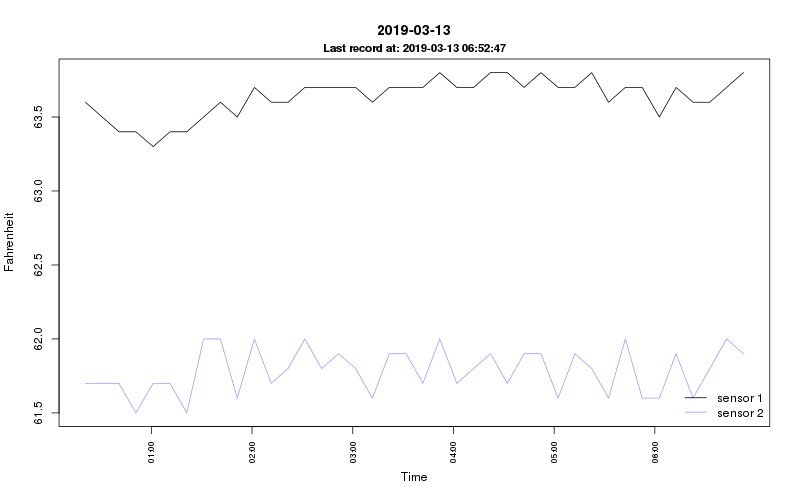 2019-03-13
Last record at: 2019-03-13 06:52:47
Fahrenheit
63.5
63.0
62.5
62.0
61.5
sensor 1
sensor 2
01:00 02:00 03:00 04:00 05:00 06:00
Time